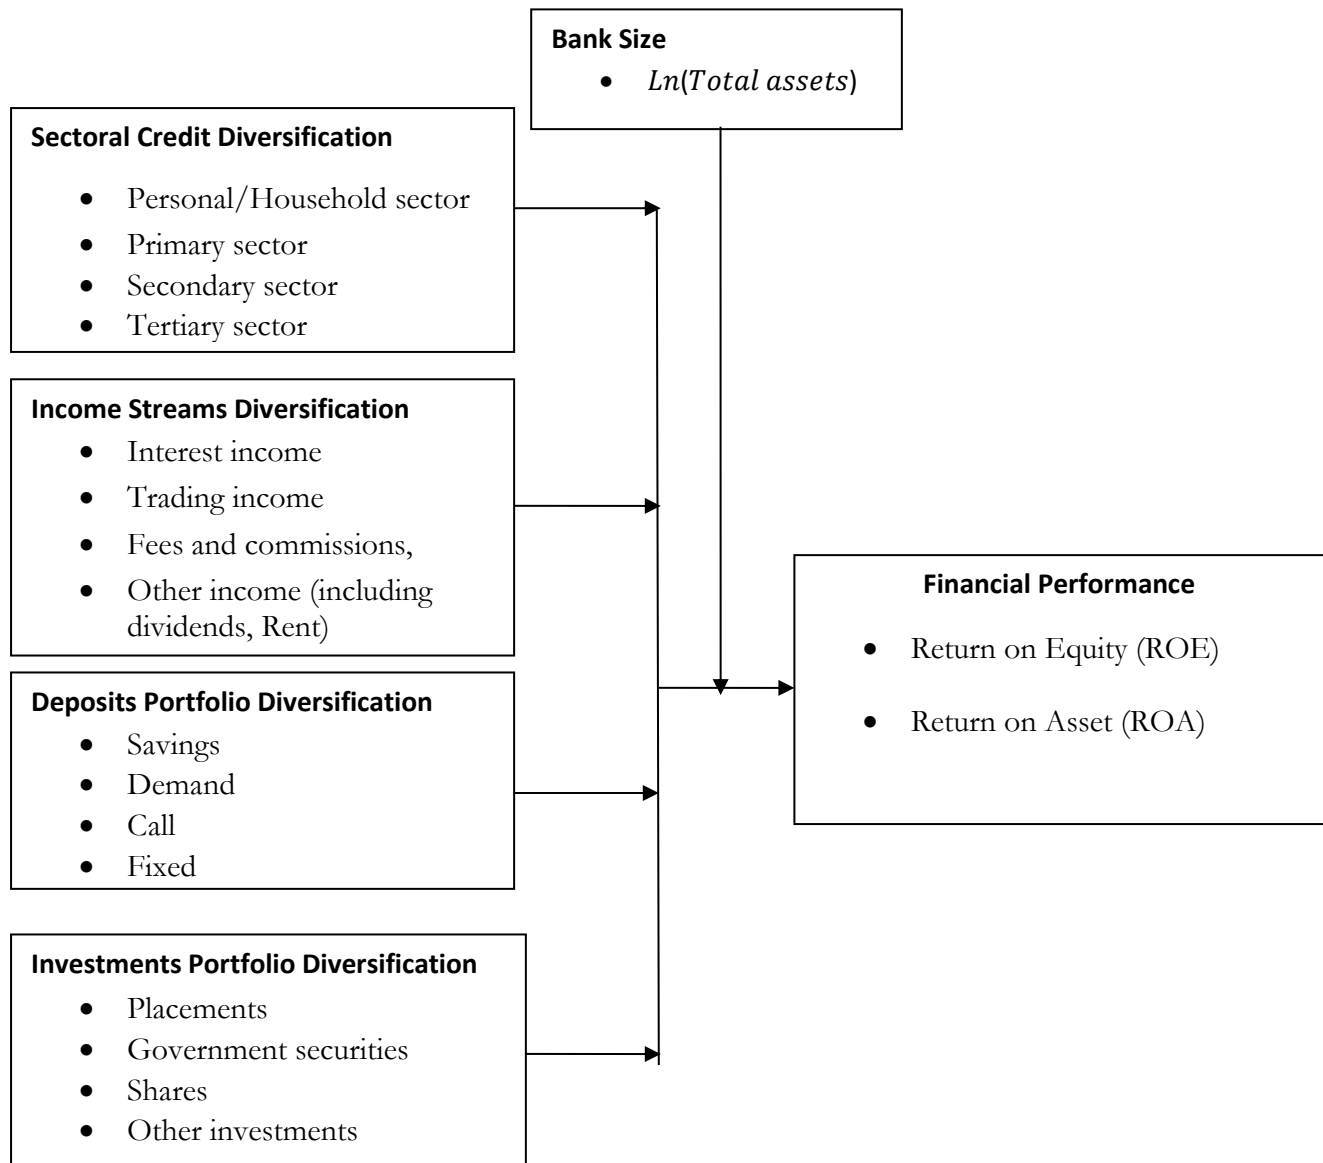 Bank Size
• Ln(Total assets)
Sectoral Credit Diversification
• Personal/Household sector
• Primary sector
• Secondary sector
• Tertiary sector
Income Streams Diversification
• Interest income
• Trading income
• Fees and commissions,
• Other income (including
dividends, Rent)
Deposits Portfolio Diversification
• Savings
• Demand
• Call
• Fixed
Investments Portfolio Diversification
• Placements
• Government securities
• Shares
• Other investments
Financial Performance
• Return on Equity (ROE)
• Return on Asset (ROA)